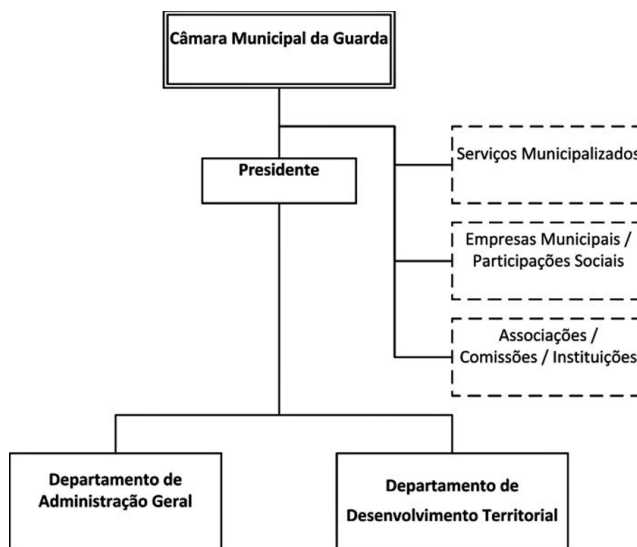 Câmara Municipal da Guarda
Presidente
Serviços Municipalizados
Empresas Municipais /
Participações Sociais
Associações /
Comissões / Instituições
Departamento de
Administração Geral
Departamento de
Desenvolvimento Territorial